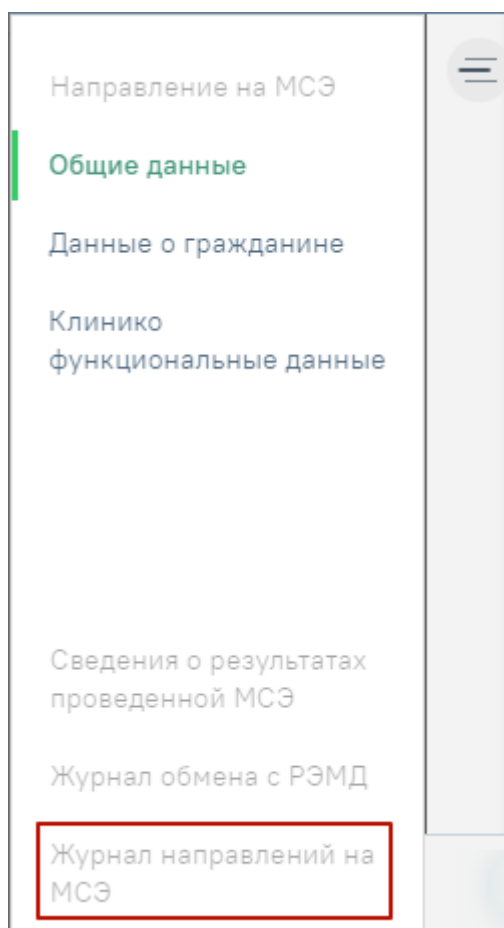 Направление на МСЭ
Общие данные
Данные о гражданине
Клинико
функциональные данные
Сведения о результатах
проведенной МСЭ
Журнал обмена с РЭМД
Журнал направлений на
МСЭ